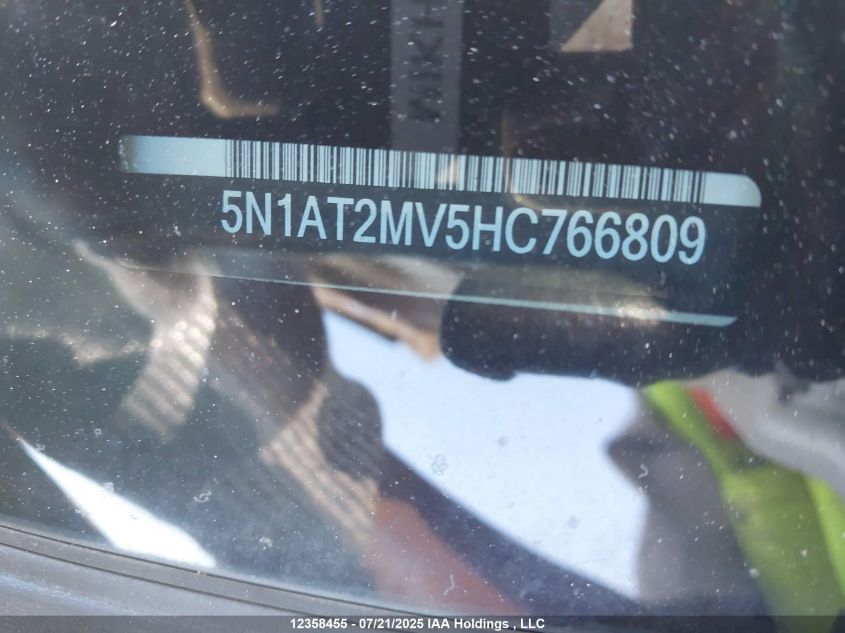 5N1AT2MV5HC766809
12358455 - 07/21/2025 IAA Holdings , LLC